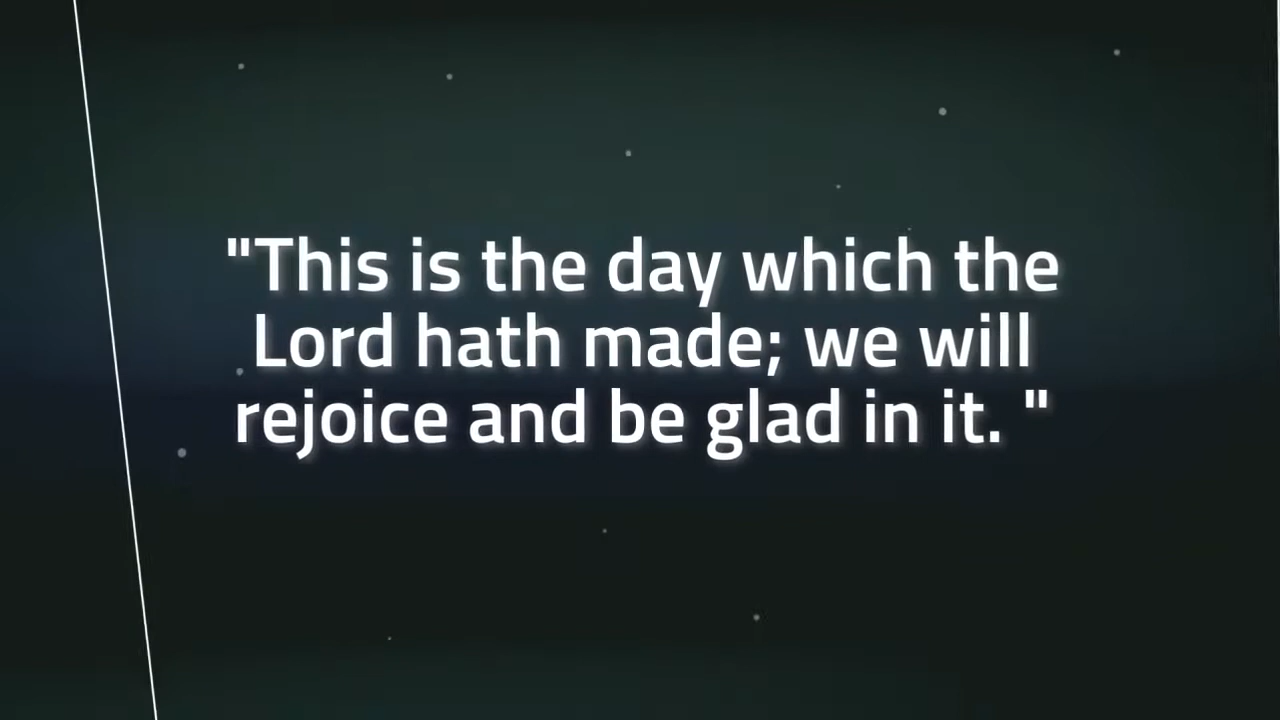 "This is the day which the
Lord hath made; we will
rejoice and be glad in it. "